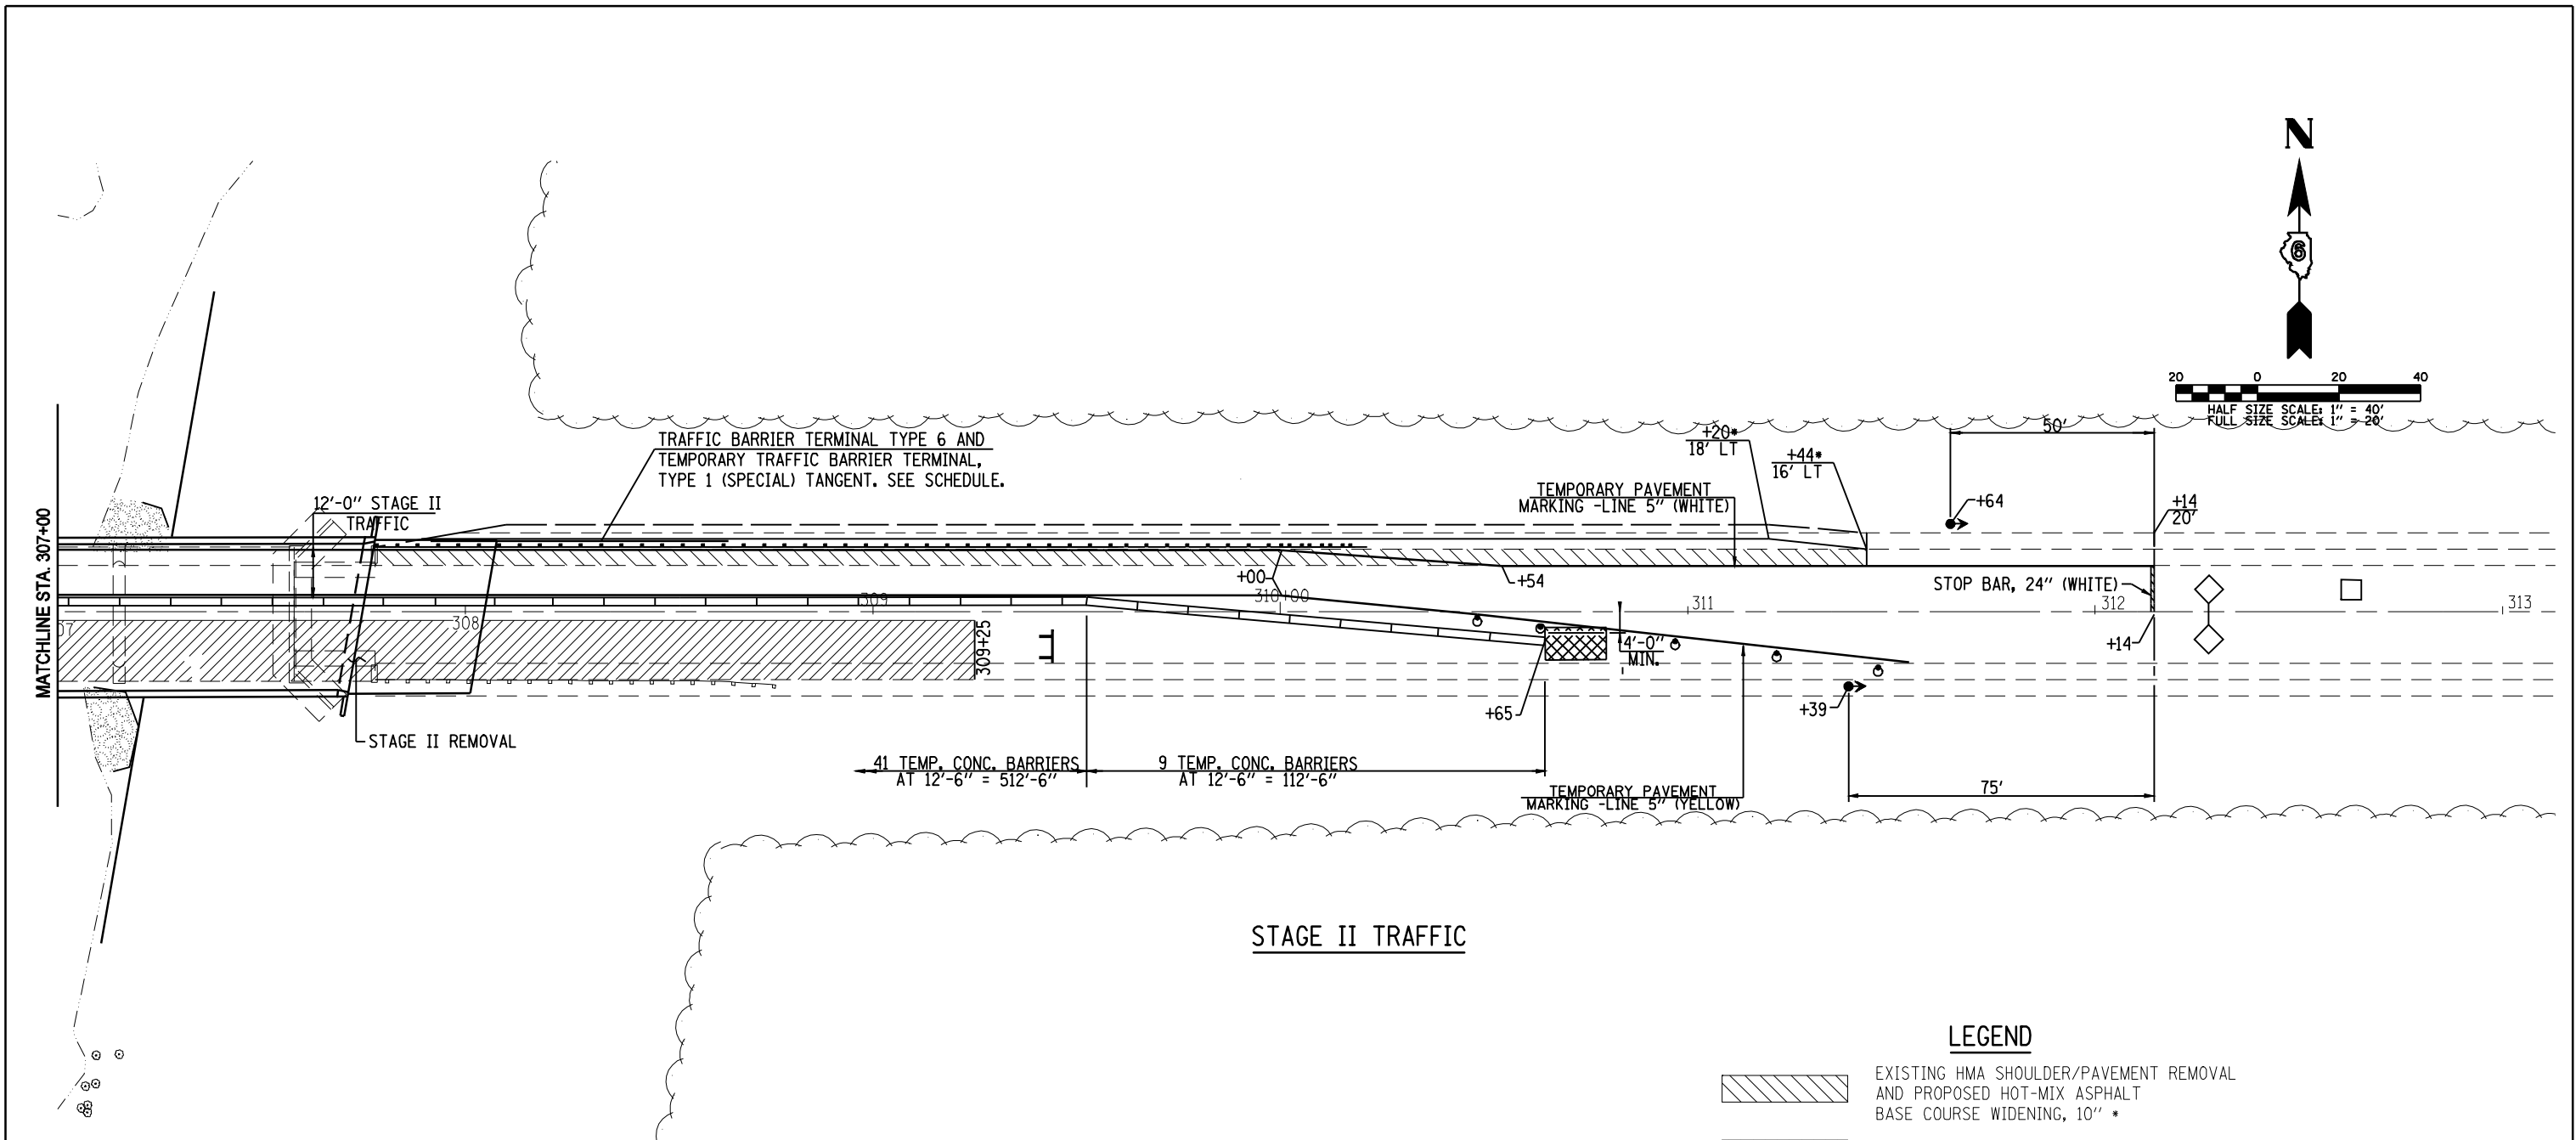 N
6
20 0 20 40
HALF SIZE SCALE: 1" = 40'
FULL SIZE SCALE: 1" = 20'
MATCHLINE STA. 307+00
TRAFFIC BARRIER TERMINAL TYPE 6 AND
TEMPORARY TRAFFIC BARRIER TERMINAL,
TYPE 1 (SPECIAL) TANGENT. SEE SCHEDULE.
12'-0" STAGE II
TRAFFIC
+20*
18' LT
+44*
16' LT
50'
TEMPORARY PAVEMENT
MARKING -LINE 5" (WHITE)
+64
+14
20'
+00
+54
STOP BAR, 24" (WHITE)
07
308
309
310+00
311
312
313
309+25
4'-0"
MIN.
+14
+65
+39
STAGE II REMOVAL
41 TEMP. CONC. BARRIERS
AT 12'-6" = 512'-6"
9 TEMP. CONC. BARRIERS
AT 12'-6" = 112'-6"
TEMPORARY PAVEMENT
MARKING -LINE 5" (YELLOW)
75'
STAGE II TRAFFIC
LEGEND
EXISTING HMA SHOULDER/PAVEMENT REMOVAL
AND PROPOSED HOT-MIX ASPHALT
BASE COURSE WIDENING, 10" *